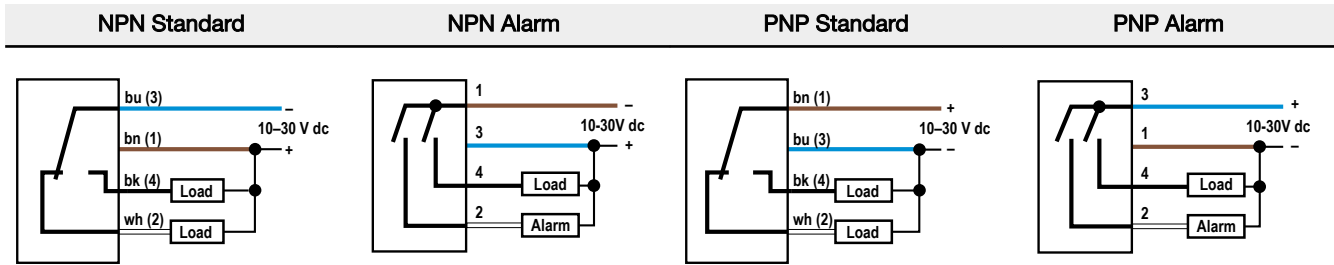 NPN Standard NPN Alarm PNP Standard PNP Alarm
bu (3)
–
10–30 V dc
bn (1)
+
bk (4)
Load
wh (2)
Load
1
–
10-30V dc
3
+
4
Load
2
Alarm
bn (1)
+
10–30 V dc
bu (3)
–
bk (4)
Load
wh (2)
Load
3
+
10-30V dc
1
–
4
Load
2
Alarm